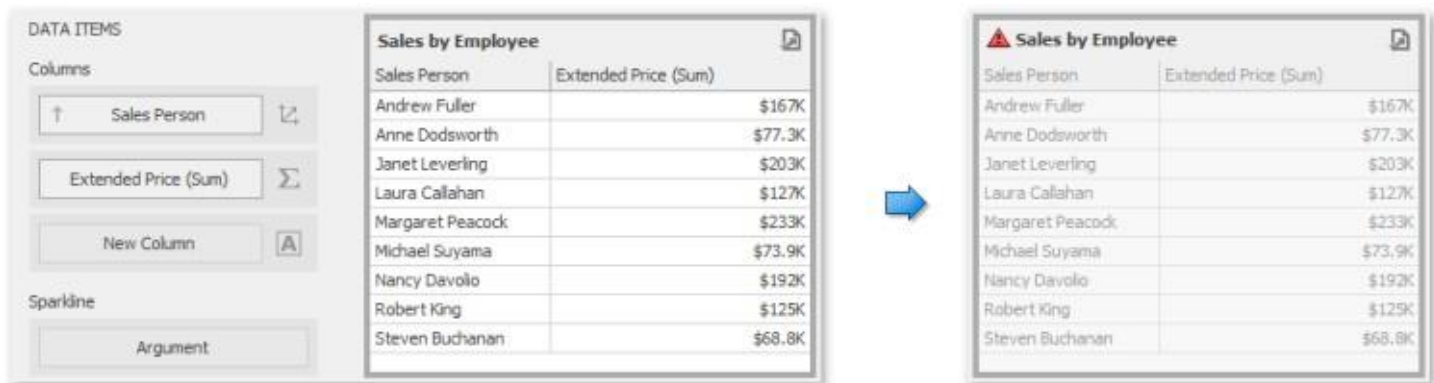 DATA ITEMS
Columns
Sales Person
Extended Price (Sum)
New Column
A
Sparkline
Argument
Sales by Employee
Sales Person Extended Price (Sum)
Andrew Fuller $167K
Anne Dodsworth $77.3K
Janet Leverling $203K
Laura Callahan $127K
Margaret Peacock $233K
Michael Suyama $73.9K
Nancy Davolio $192K
Robert King $125K
Steven Buchanan $68.8K
Sales by Employee
Sales Person Extended Price (Sum)
Andrew Fuller $167K
Anne Dodsworth $77.3K
Janet Leverling $203K
Laura Callahan $127K
Margaret Peacock $233K
Michael Suyama $73.9K
Nancy Davolio $192K
Robert King $125K
Steven Buchanan $68.8K